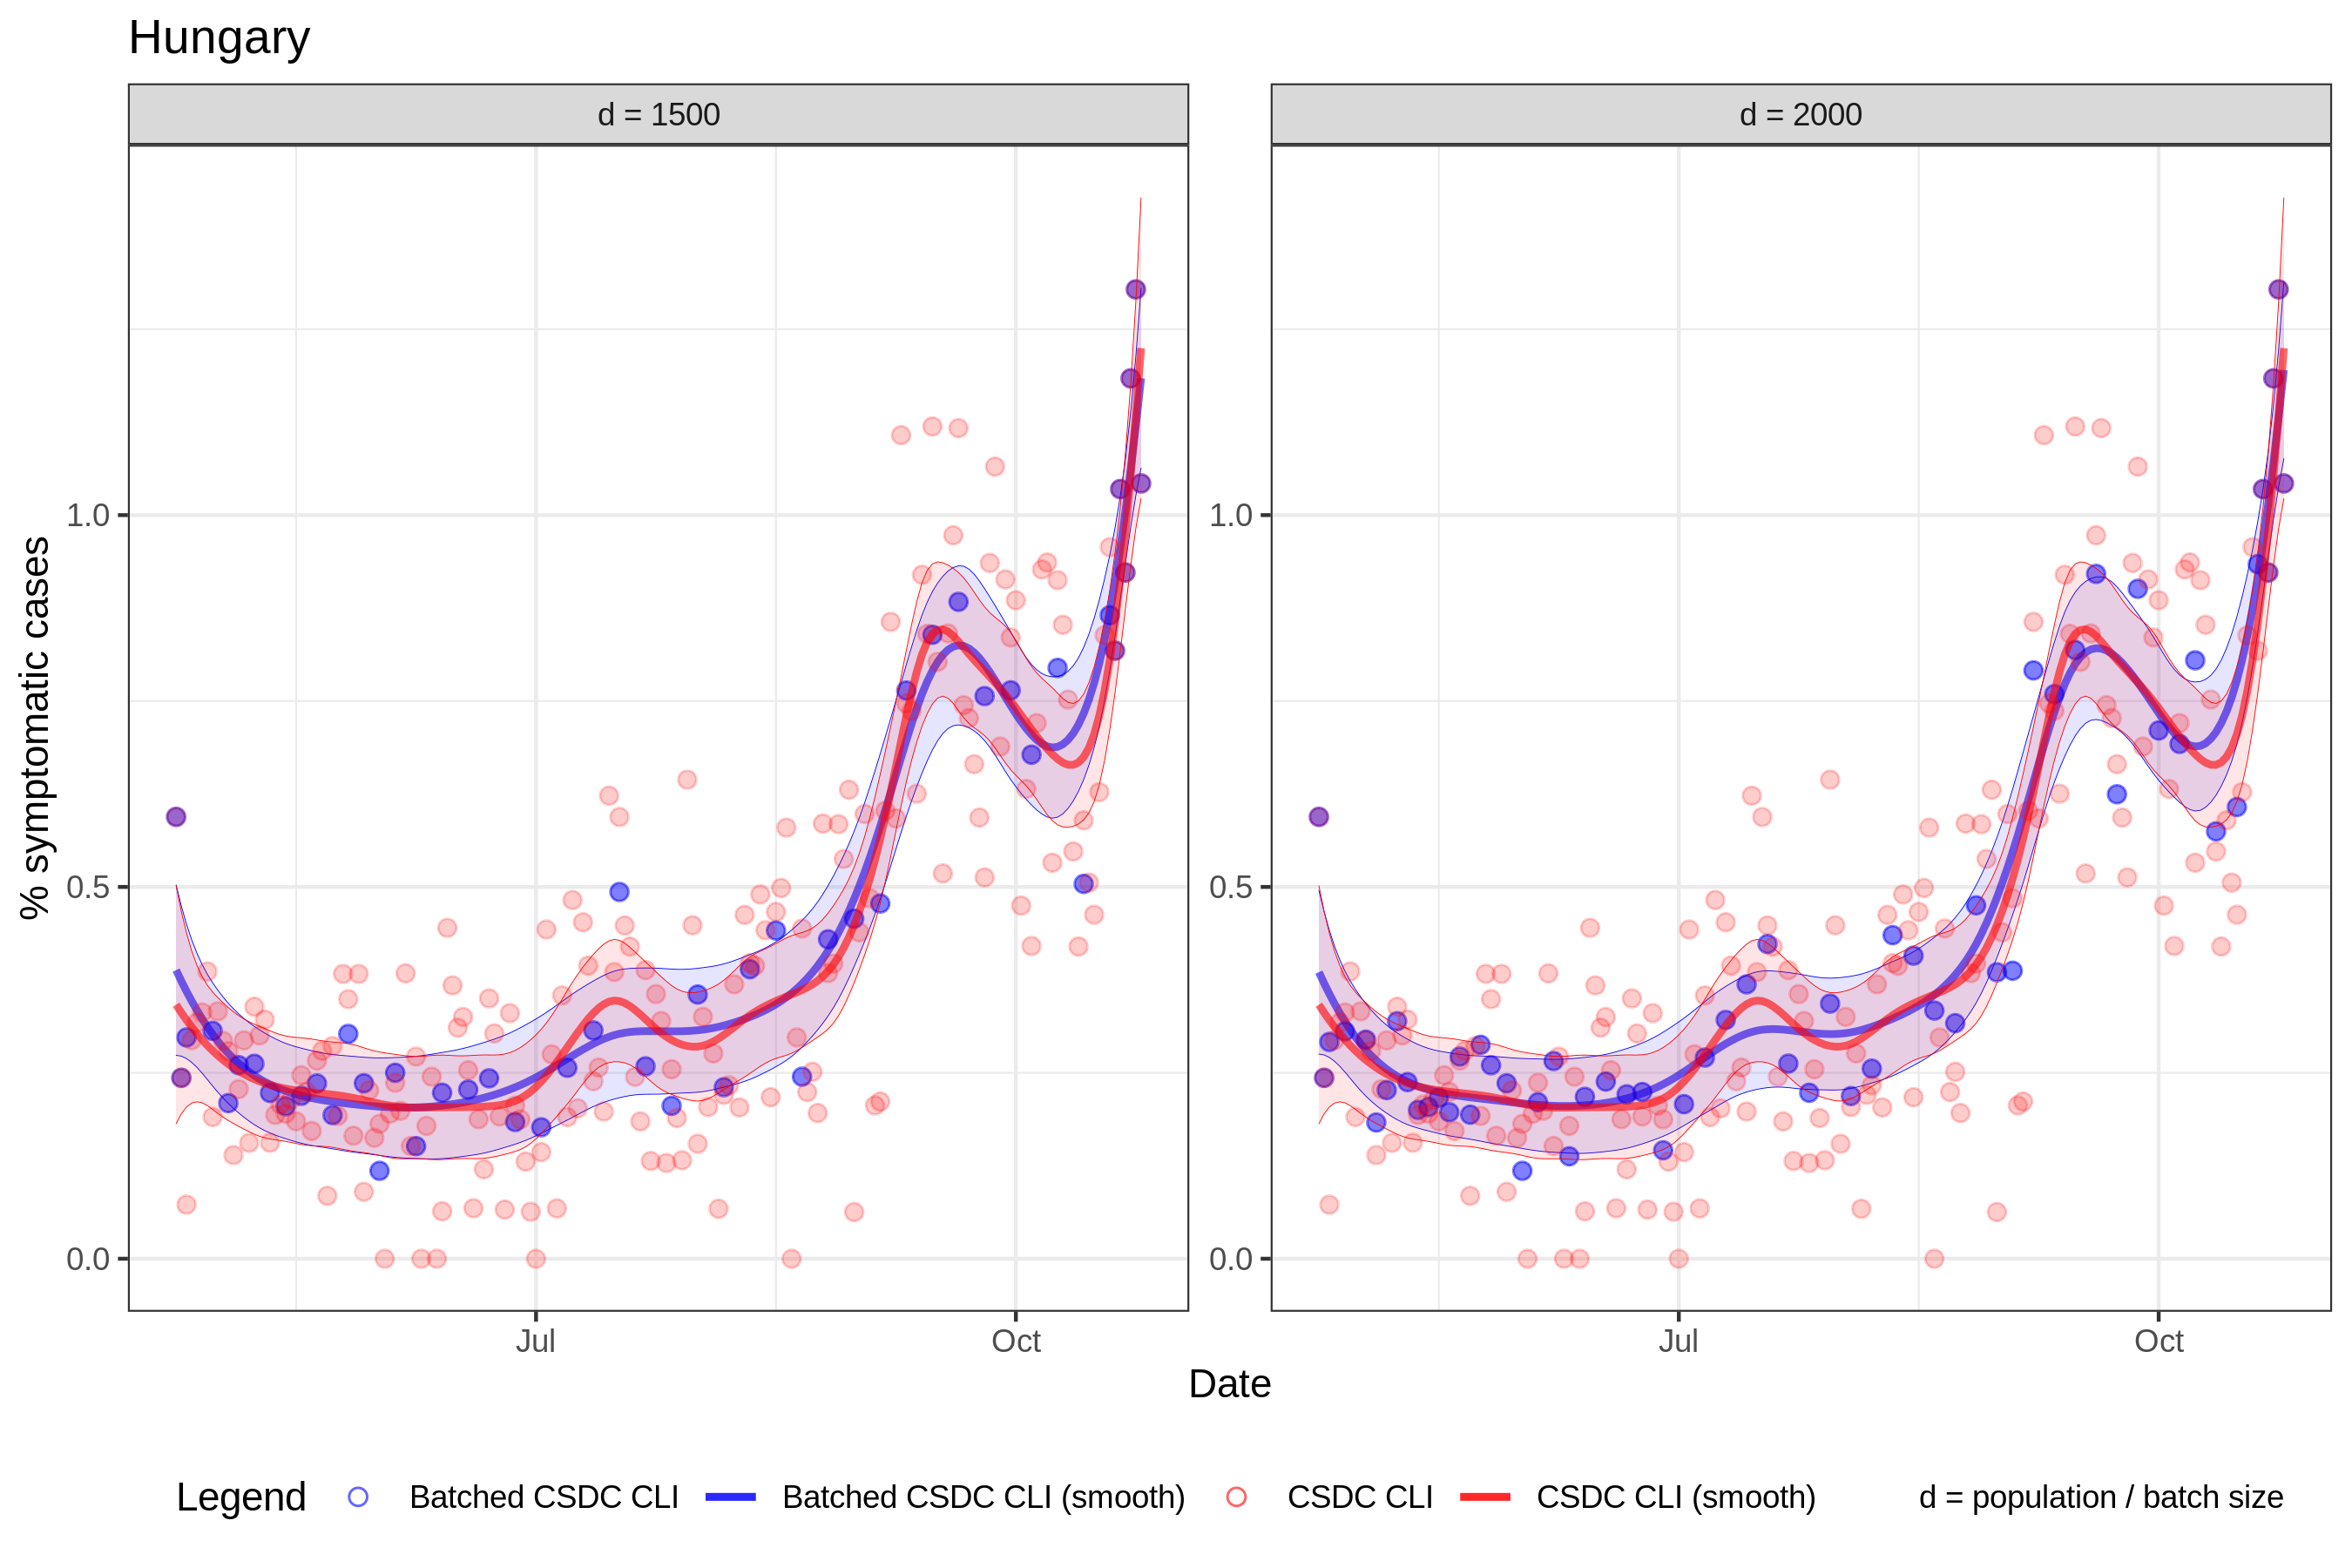 Hungary
d = 1500
d = 2000
% symptomatic cases
1.0
0.5
0.0
1.0
0.5
0.0
Jul
Oct
Jul
Oct
Date
Legend
Batched CSDC CLI
Batched CSDC CLI (smooth)
CSDC CLI
CSDC CLI (smooth)
d = population / batch size